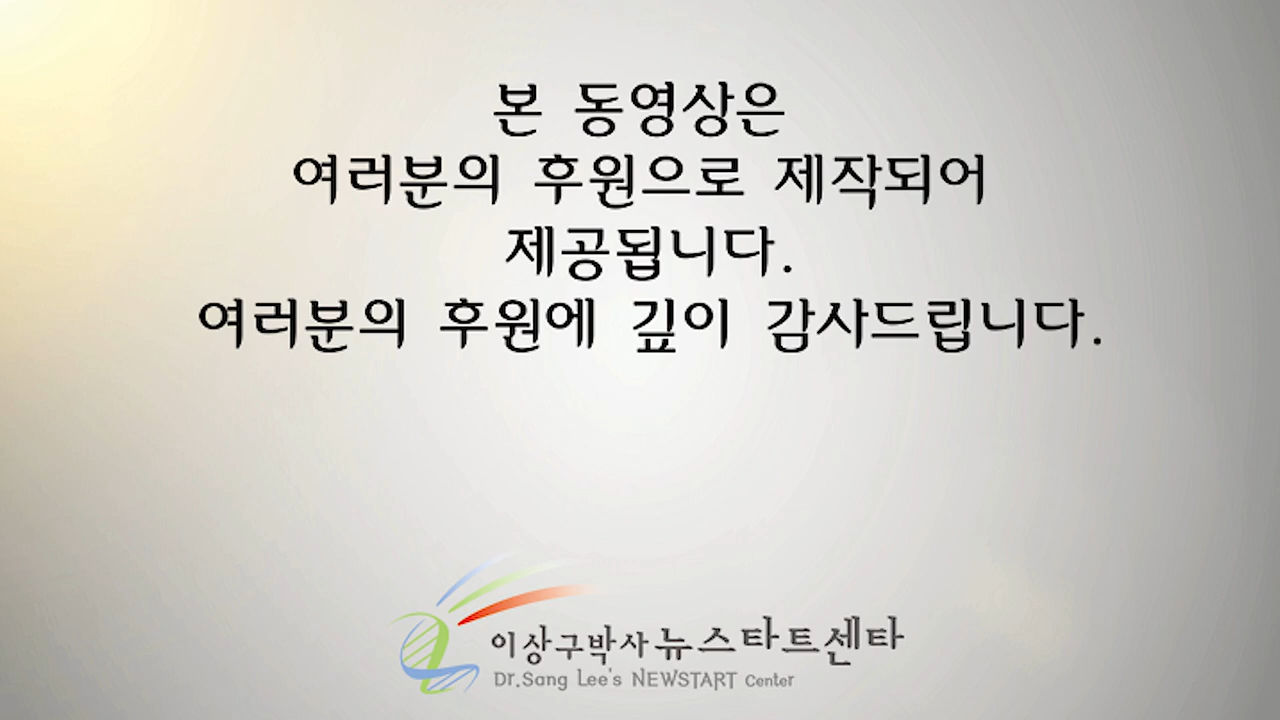 본 동영상은
여러분의 후원으로 제작되어
제공됩니다.
여러분의 후원에 깊이 감사드립니다.
이상구박사 뉴스타트센타
Dr.Sang Lee's NEWSTART Center